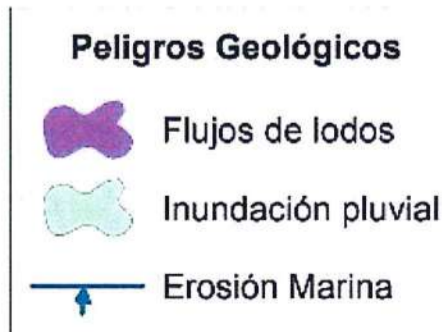 Peligros Geológicos
Flujos de lodos
Inundación pluvial
Erosión Marina